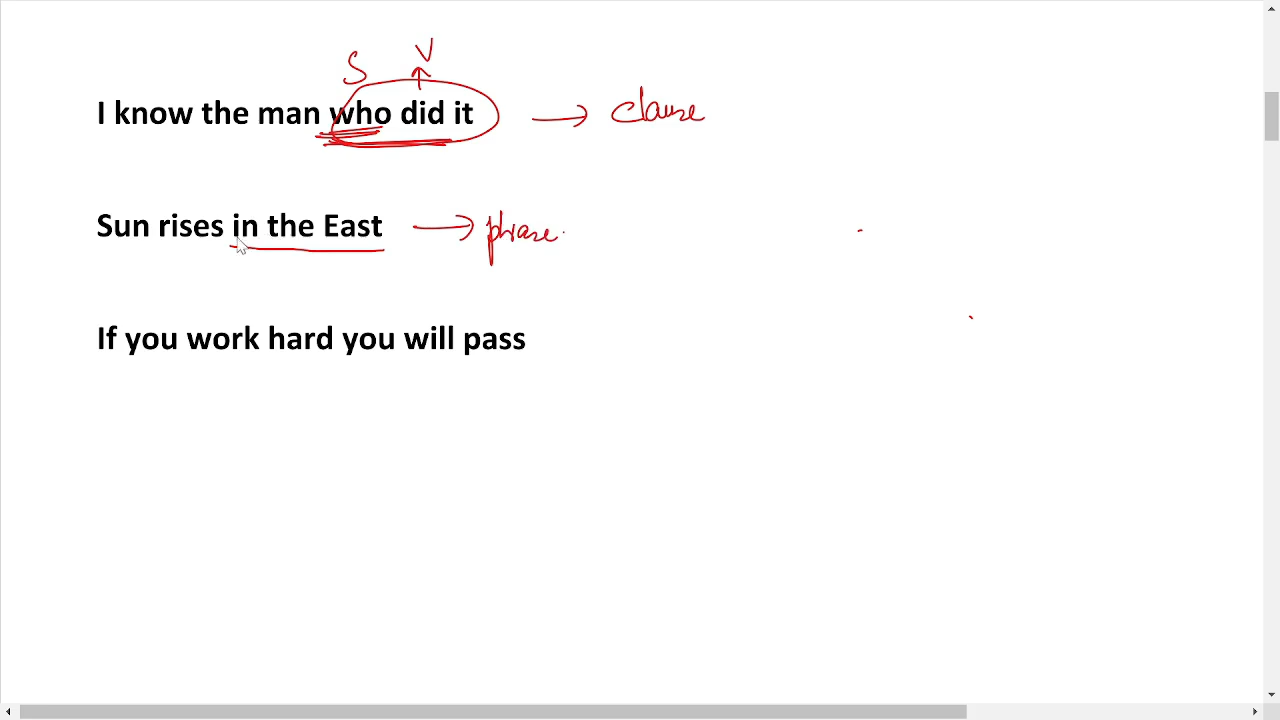 S V
I know the man who did it → clause
Sun rises in the East → phrase
If you work hard you will pass